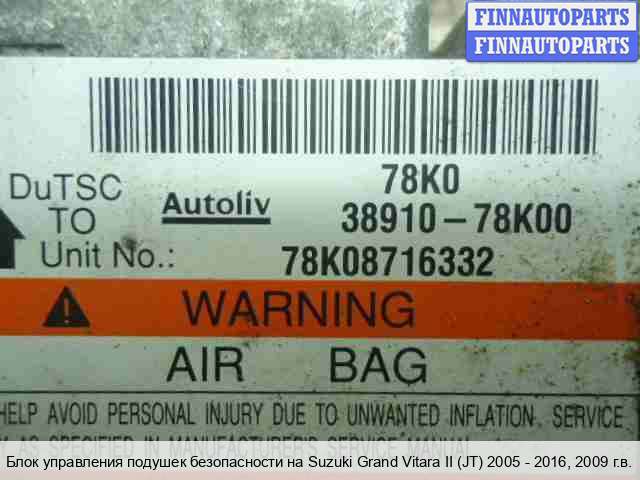 FINNAUTOPARTS
FINNAUTOPARTS
78K0
DuTSC
Autoliv
38910-78K00
TO
Unit No.:
78K08716332
WARNING
AIR BAG
HELP AVOID PERSONAL INJURY DUE TO UNWANTED INFLATION, SERVICE
AS SPECIFIED IN MANUFACTURER'S SERVICE MANUAL
Блок управления подушек безопасности на Suzuki Grand Vitara II (JT) 2005 - 2016, 2009 г.в.